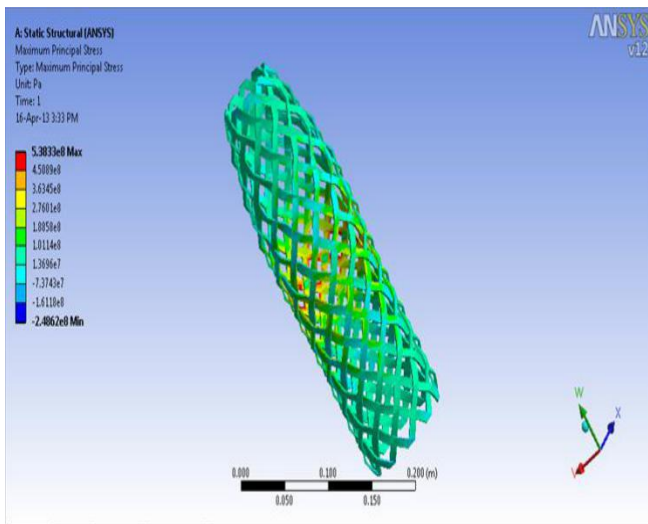 A: Static Structural (ANSYS)
Maximum Principal Stress
Type: Maximum Principal Stress
Unit: Pa
Time: 1
16-Apr-13 3:33 PM
5.3833e8 Max
4.5089e8
3.6345e8
2.7601e8
1.8858e8
1.0114e8
1.3696e7
-7.3743e7
-1.6118e8
-2.4862e8 Min
ANSYS
v12
W
X
0.000
0.100
0.200 (m)
0.050
0.150